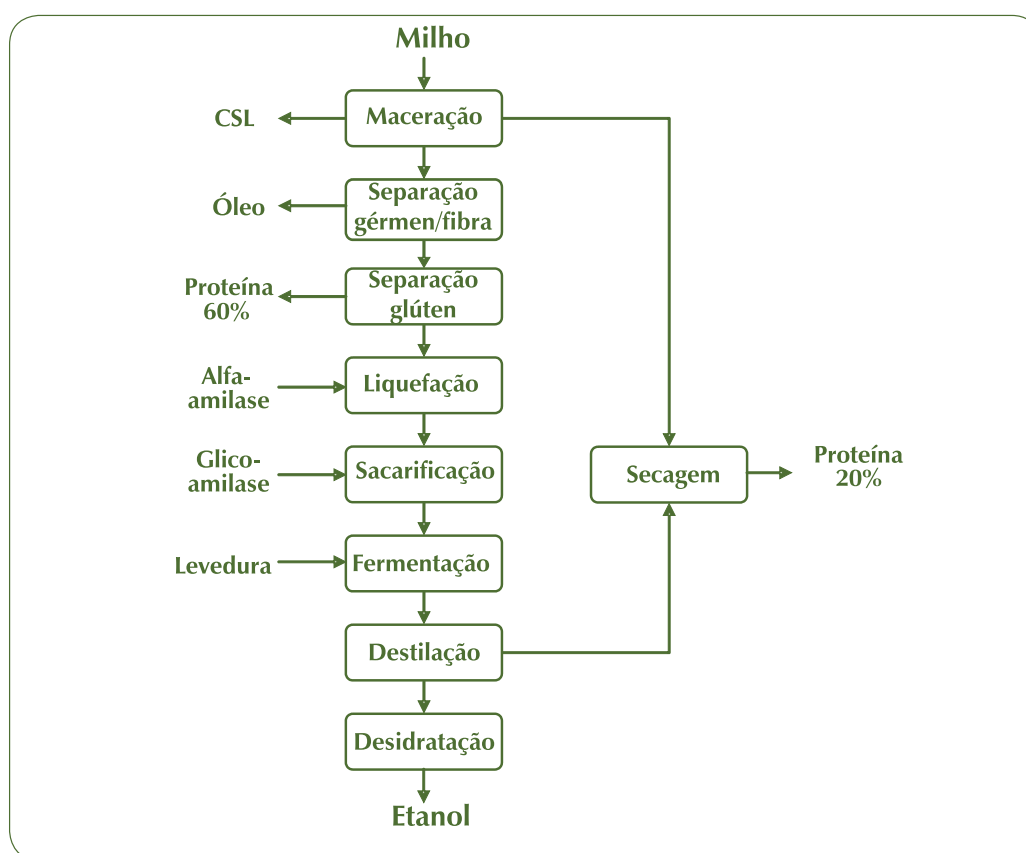 Milho
CSL
Maceração
Óleo
Separação
gérmen/fibra
Proteína
60%
Separação
glúten
Alfa-
amilase
Liquefação
Glico-
amilase
Sacarificação
Secagem
Proteína
20%
Levedura
Fermentação
Destilação
Desidratação
Etanol